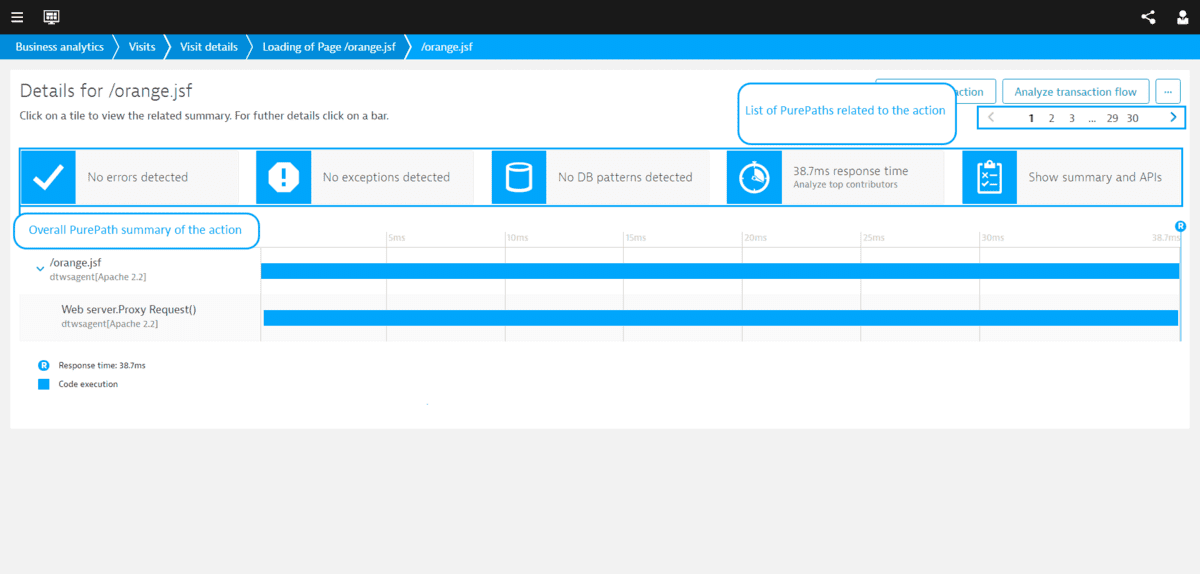 Business analytics
Visits
Visit details
Loading of Page /orange.jsf
/orange.jsf
Details for /orange.jsf
Analyze transaction flow
...
Click on a tile to view the related summary. For futher details click on a bar.
List of PurePaths related to the action
1 2 3 ... 29 30
No errors detected
No exceptions detected
No DB patterns detected
38.7ms response time
Analyze top contributors
Show summary and APIs
Overall PurePath summary of the action
R
5ms 10ms 15ms 20ms 25ms 30ms 38.7ms
/orange.jsf
dtwsagent[Apache 2.2]
Web server.Proxy Request()
dtwsagent[Apache 2.2]
R Response time: 38.7ms
Code execution